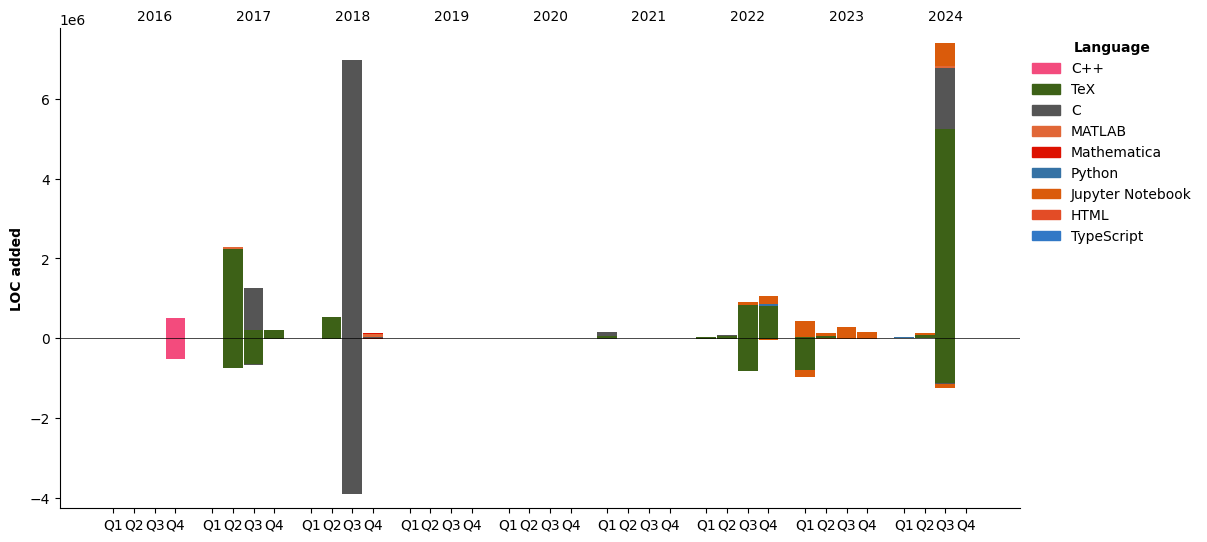 2016 2017 2018 2019 2020 2021 2022 2023 2024
1e6
6
4
2
0
−2
−4
LOC added
Q1 Q2 Q3 Q4 Q1 Q2 Q3 Q4 Q1 Q2 Q3 Q4 Q1 Q2 Q3 Q4 Q1 Q2 Q3 Q4 Q1 Q2 Q3 Q4 Q1 Q2 Q3 Q4 Q1 Q2 Q3 Q4 Q1 Q2 Q3 Q4
Language
C++
TeX
C
MATLAB
Mathematica
Python
Jupyter Notebook
HTML
TypeScript